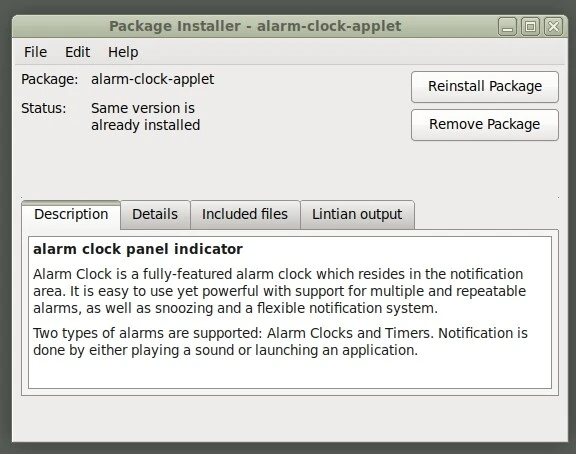 Package Installer - alarm-clock-applet
File Edit Help
Package: alarm-clock-applet
Reinstall Package
Status: Same version is
already installed
Remove Package
Description Details Included files Lintian output
alarm clock panel indicator
Alarm Clock is a fully-featured alarm clock which resides in the notification
area. It is easy to use yet powerful with support for multiple and repeatable
alarms, as well as snoozing and a flexible notification system.
Two types of alarms are supported: Alarm Clocks and Timers. Notification is
done by either playing a sound or launching an application.